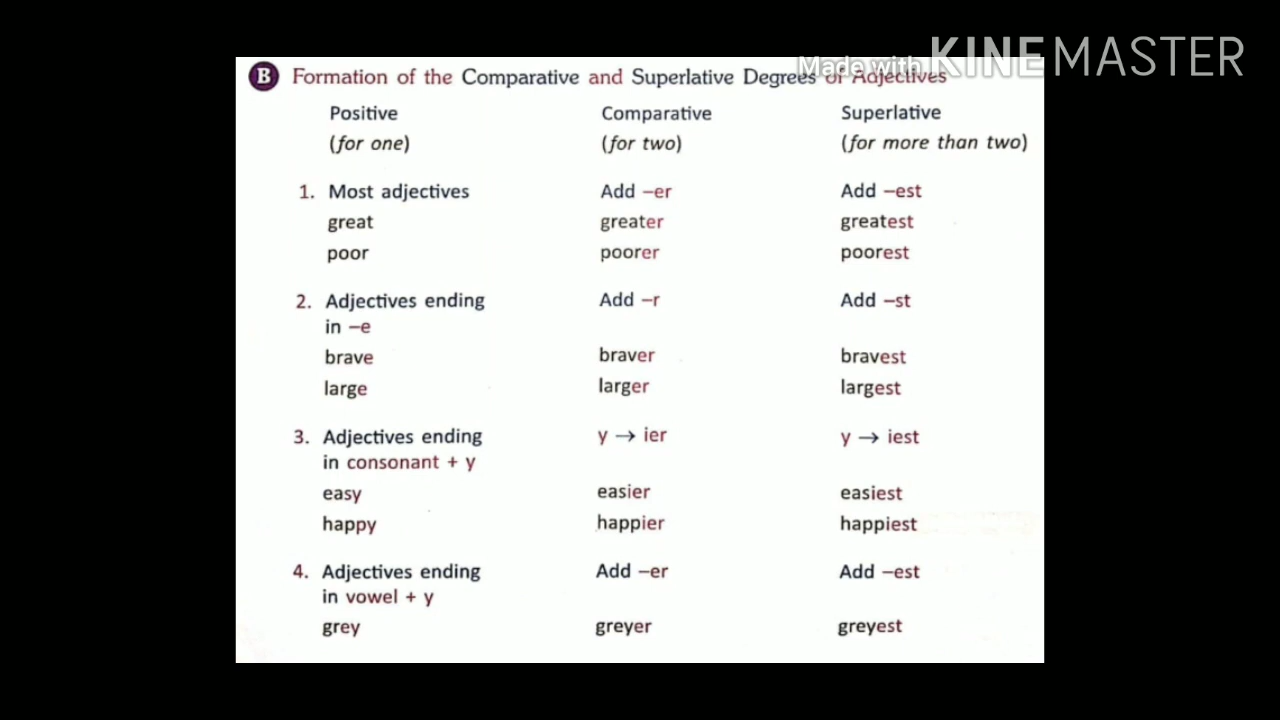 Made with KINEMASTER
B Formation of the Comparative and Superlative Degrees of Adjectives
Positive Comparative Superlative
(for one) (for two) (for more than two)
1. Most adjectives Add –er Add –est
great greater greatest
poor poorer poorest
2. Adjectives ending Add –r Add –st
in –e
brave braver bravest
large larger largest
3. Adjectives ending y → ier y → iest
in consonant + y
easy easier easiest
happy happier happiest
4. Adjectives ending Add –er Add –est
in vowel + y
grey greyer greyest